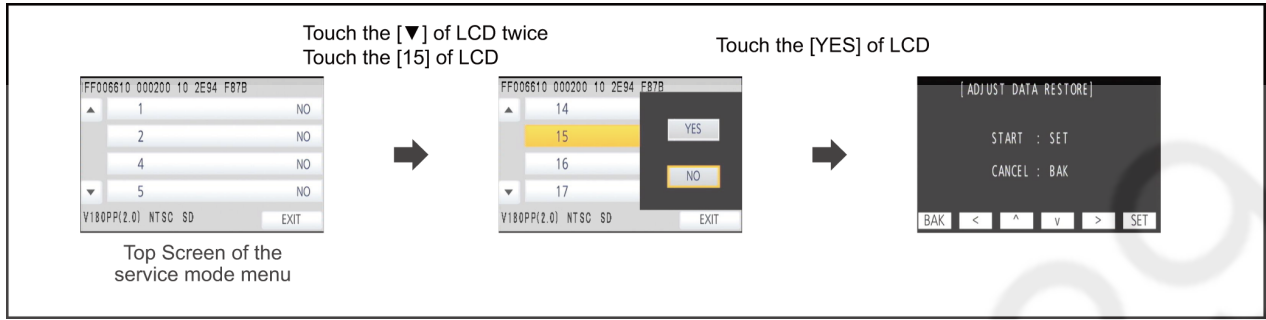 Touch the [▼] of LCD twice
Touch the [15] of LCD
Touch the [YES] of LCD
FF006610 000200 10 2E94 F87B
▲ 1 NO
2 NO
4 NO
▼ 5 NO
V180PP(2.0) NTSC SD EXIT
Top Screen of the
service mode menu
FF006610 000200 10 2E94 F87B
▲ 14
15
16
▼ 17
YES
NO
V180PP(2.0) NTSC SD EXIT
[ADJUST DATA RESTORE]
START : SET
CANCEL : BAK
BAK < ^ v > SET